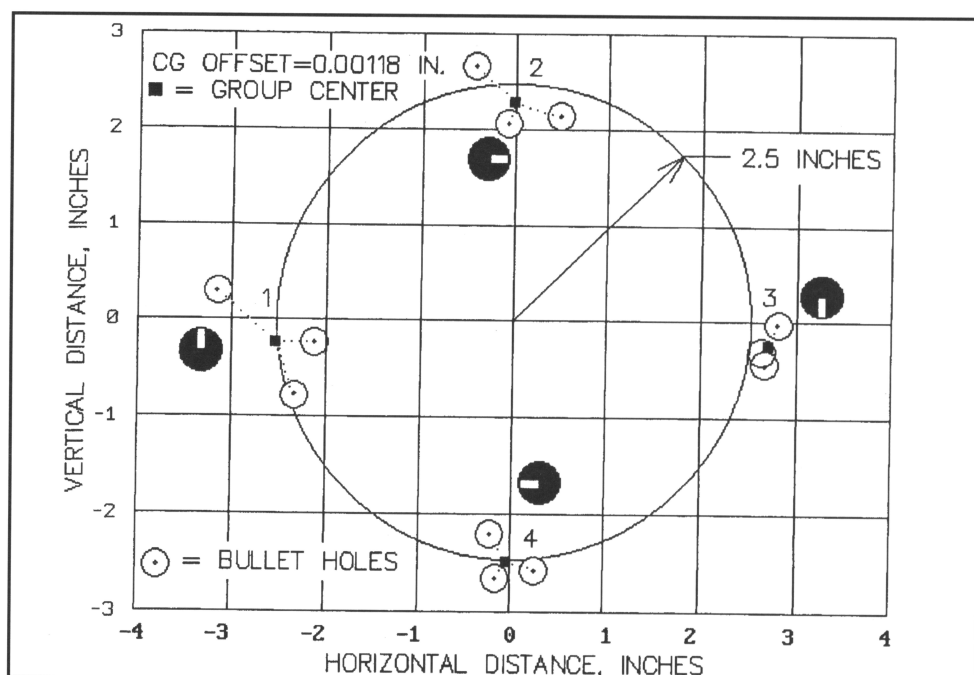 3
CG OFFSET=0.00118 IN.
■ = GROUP CENTER
2
2
2.5 INCHES
1
1
3
0
-1
-2
4
⊙ = BULLET HOLES
-3
-4 -3 -2 -1 0 1 2 3 4
VERTICAL DISTANCE, INCHES
HORIZONTAL DISTANCE, INCHES